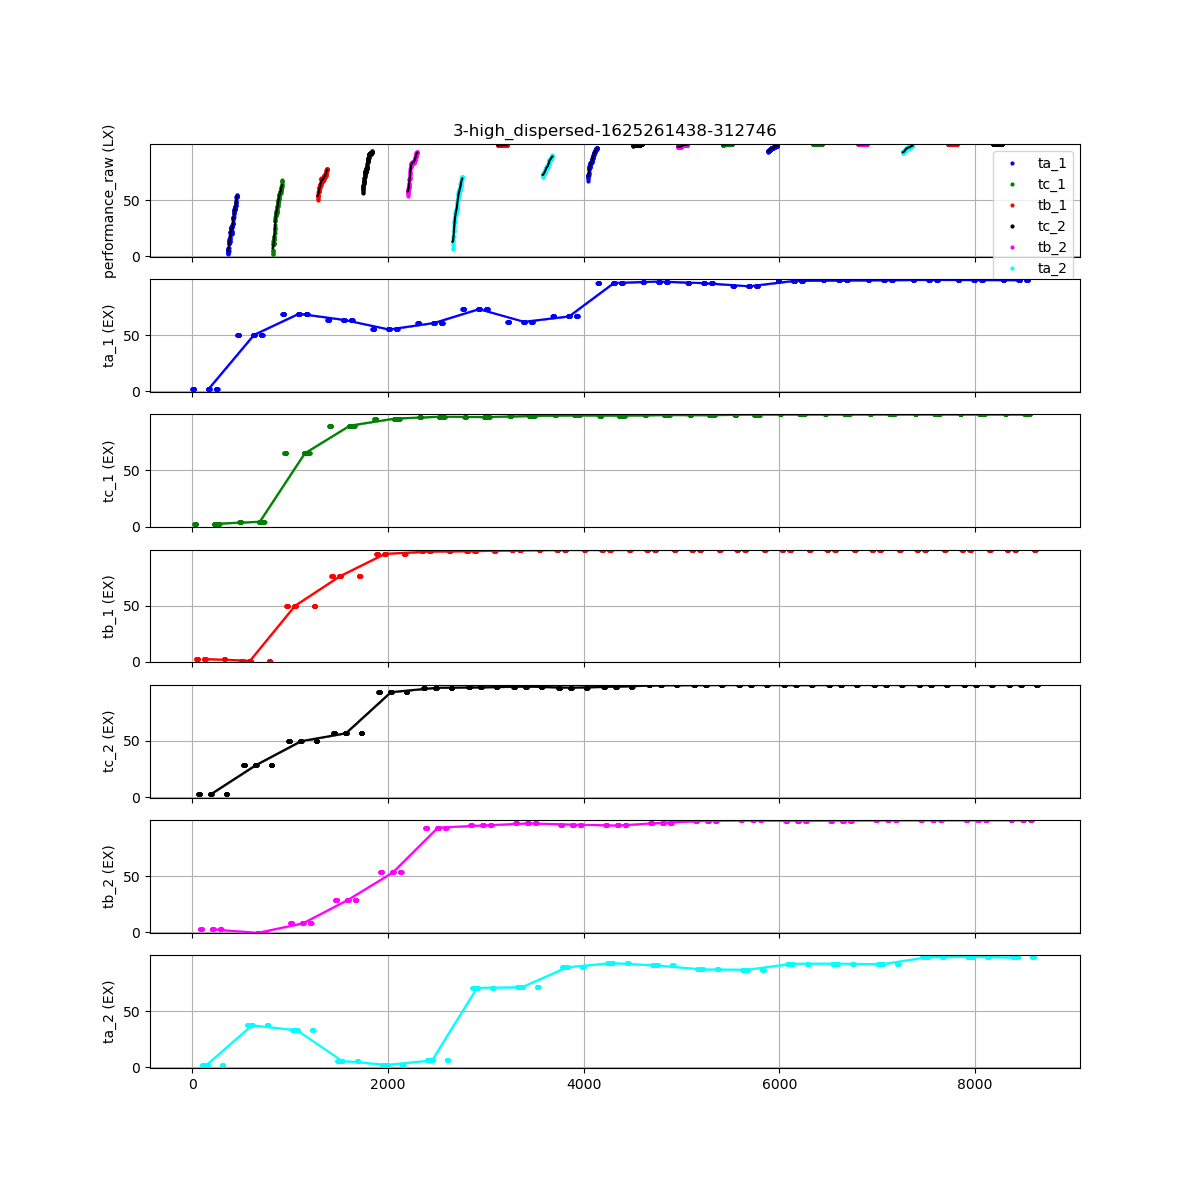 3-high_dispersed-1625261438-312746
performance_raw (LX)
50
0
ta_1
tc_1
tb_1
tc_2
tb_2
ta_2
ta_1 (EX)
50
0
tc_1 (EX)
50
0
tb_1 (EX)
50
0
tc_2 (EX)
50
0
tb_2 (EX)
50
0
ta_2 (EX)
50
0
0 2000 4000 6000 8000